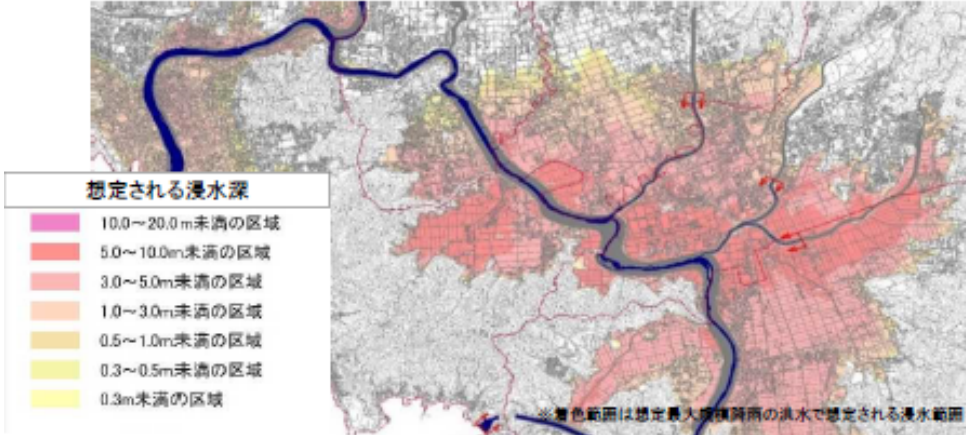 想定される浸水深
10.0～20.0m未満の区域
5.0～10.0m未満の区域
3.0～5.0m未満の区域
1.0～3.0m未満の区域
0.5～1.0m未満の区域
0.3～0.5m未満の区域
0.3m未満の区域
※着色範囲は想定最大規模降雨の洪水で想定される浸水範囲